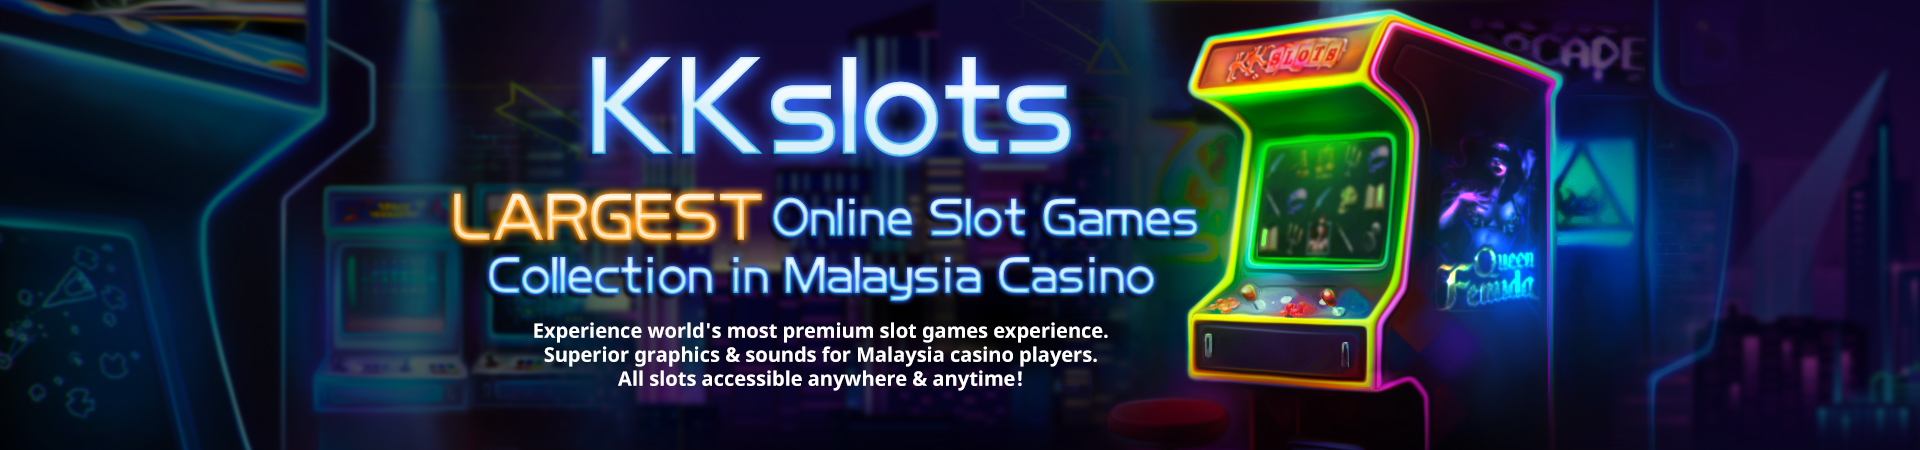 KKslots
LARGEST Online Slot Games
Collection in Malaysia Casino
Experience world's most premium slot games experience.
Superior graphics & sounds for Malaysia casino players.
All slots accessible anywhere & anytime!
KKSLOTS
CADE
Queen
Femida